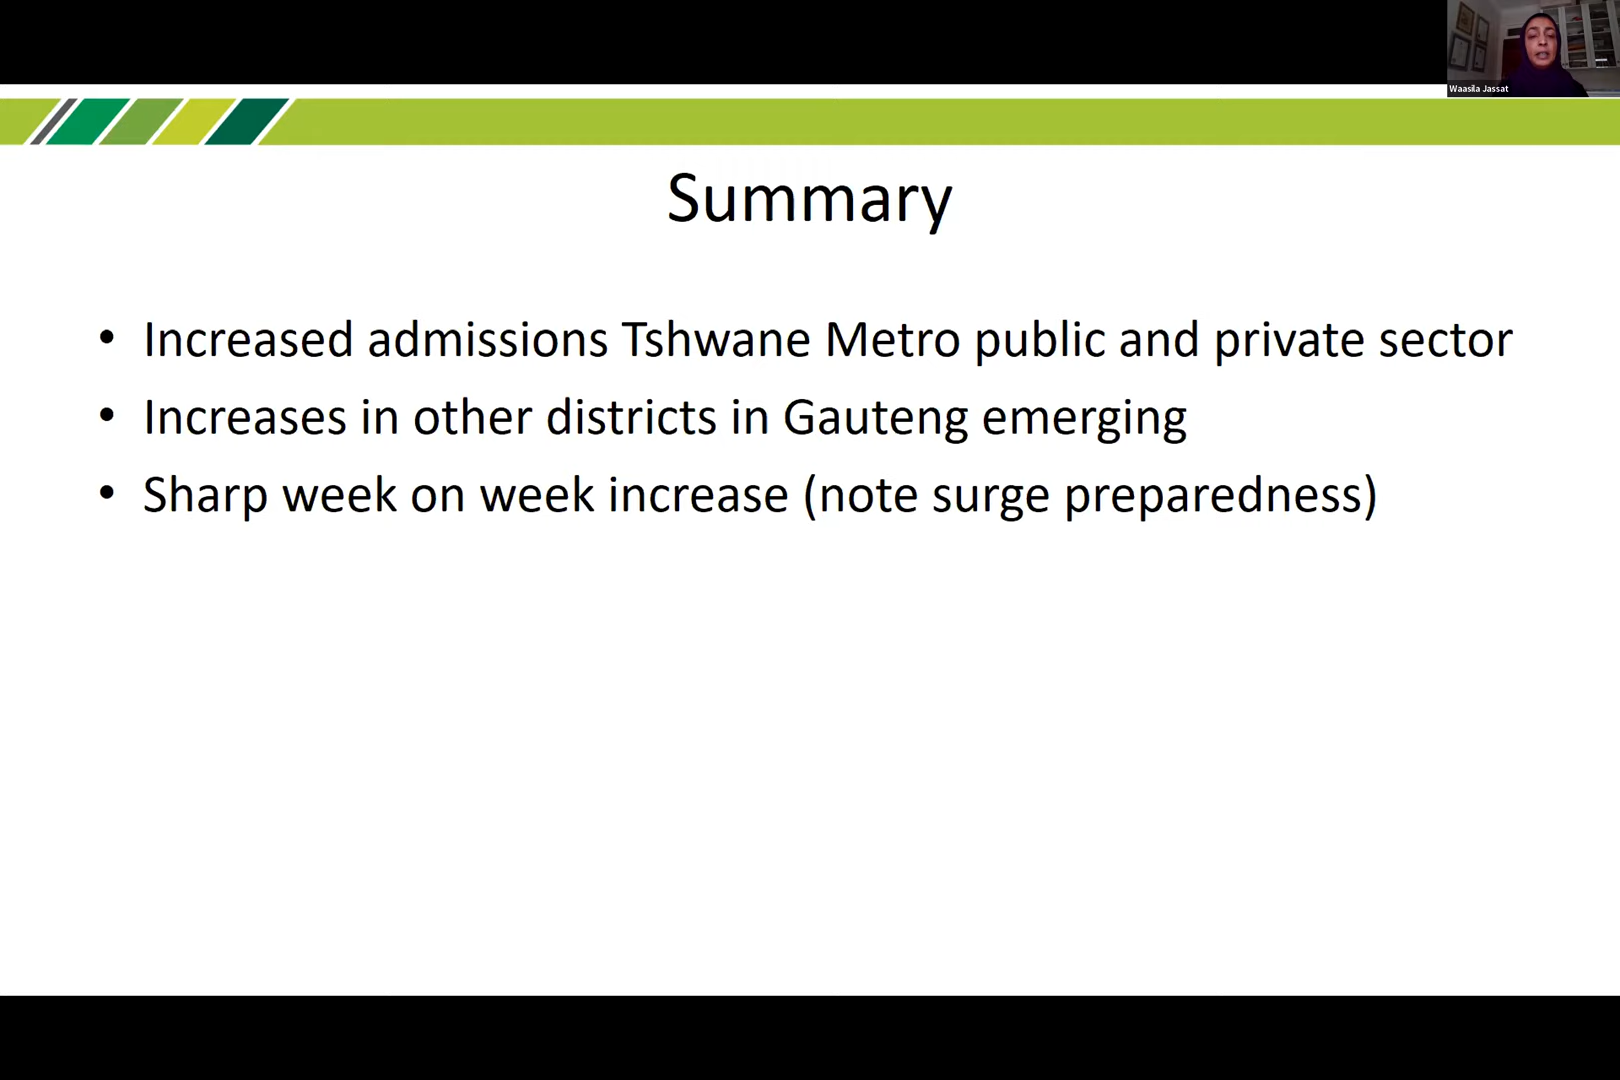 Waasila Jassat
Summary
• Increased admissions Tshwane Metro public and private sector
• Increases in other districts in Gauteng emerging
• Sharp week on week increase (note surge preparedness)